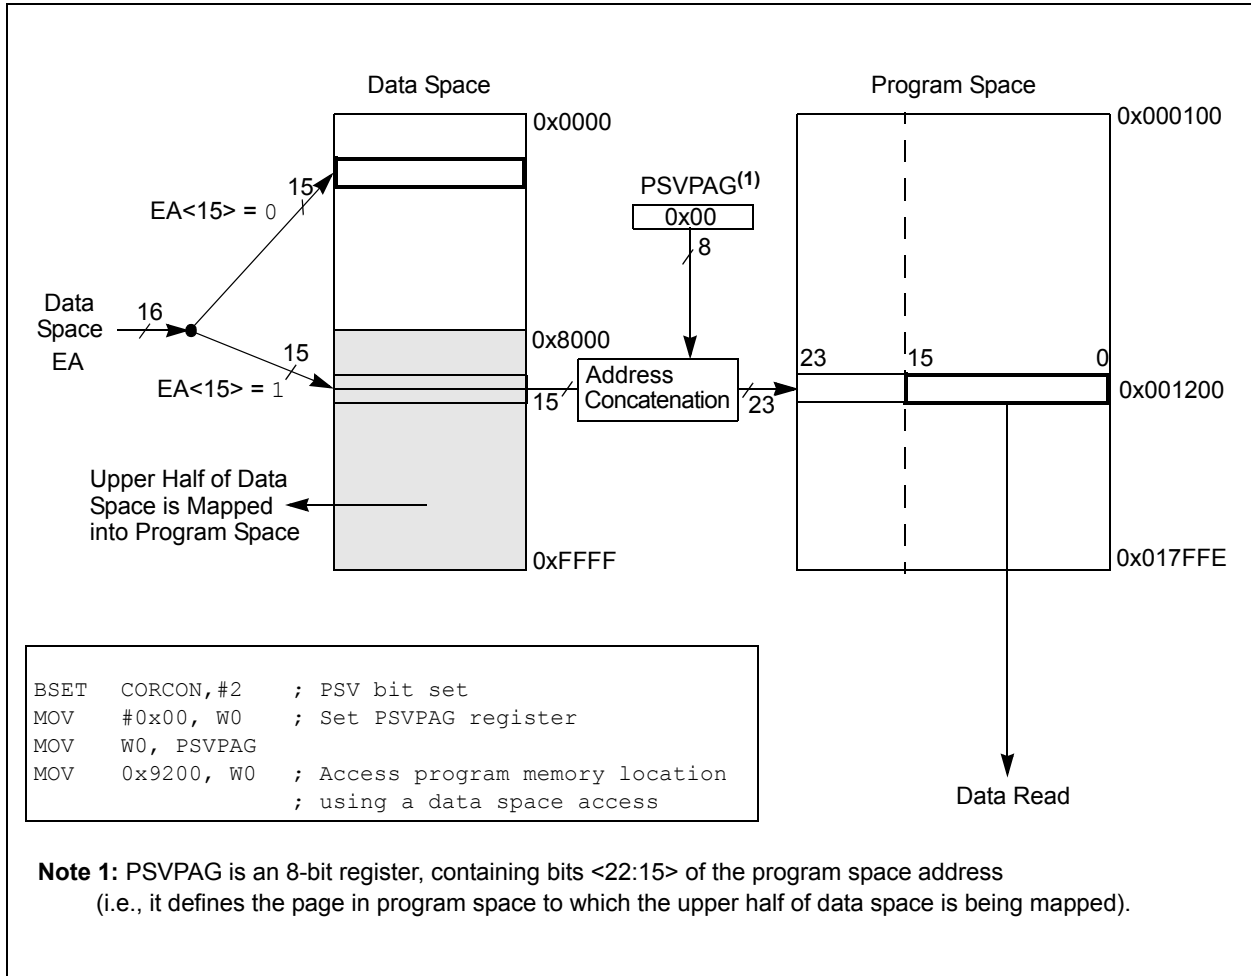 Data Space
Program Space
0x0000
0x000100
15
PSVPAG(1)
EA<15> = 0
0x00
8
Data
Space
EA
16
0x8000
15
EA<15> = 1
15
Address
Concatenation
23
23
15
0
0x001200
Upper Half of Data
Space is Mapped
into Program Space
0xFFFF
0x017FFE
BSET CORCON,#2 ; PSV bit set
MOV #0x00, W0 ; Set PSVPAG register
MOV W0, PSVPAG
MOV 0x9200, W0 ; Access program memory location
; using a data space access
Data Read
Note 1: PSVPAG is an 8-bit register, containing bits <22:15> of the program space address
(i.e., it defines the page in program space to which the upper half of data space is being mapped).